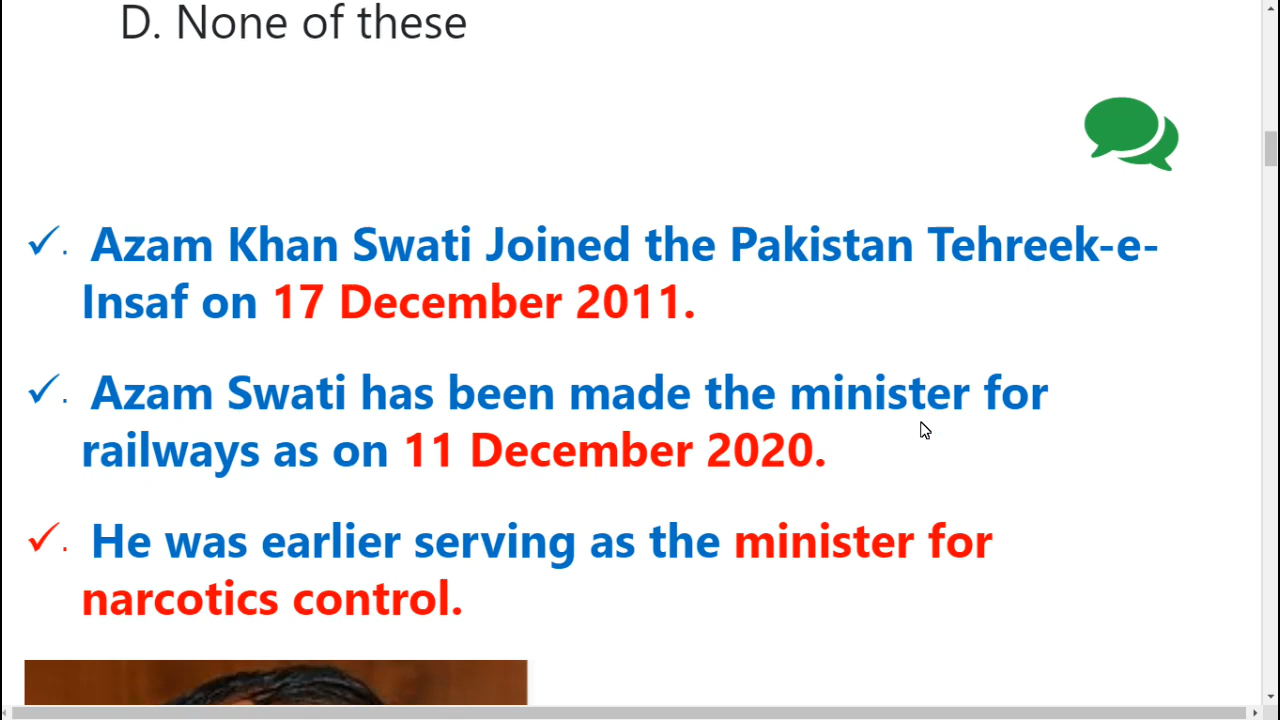 D. None of these
✓. Azam Khan Swati Joined the Pakistan Tehreek-e-
Insaf on 17 December 2011.
✓. Azam Swati has been made the minister for
railways as on 11 December 2020.
✓. He was earlier serving as the minister for
narcotics control.